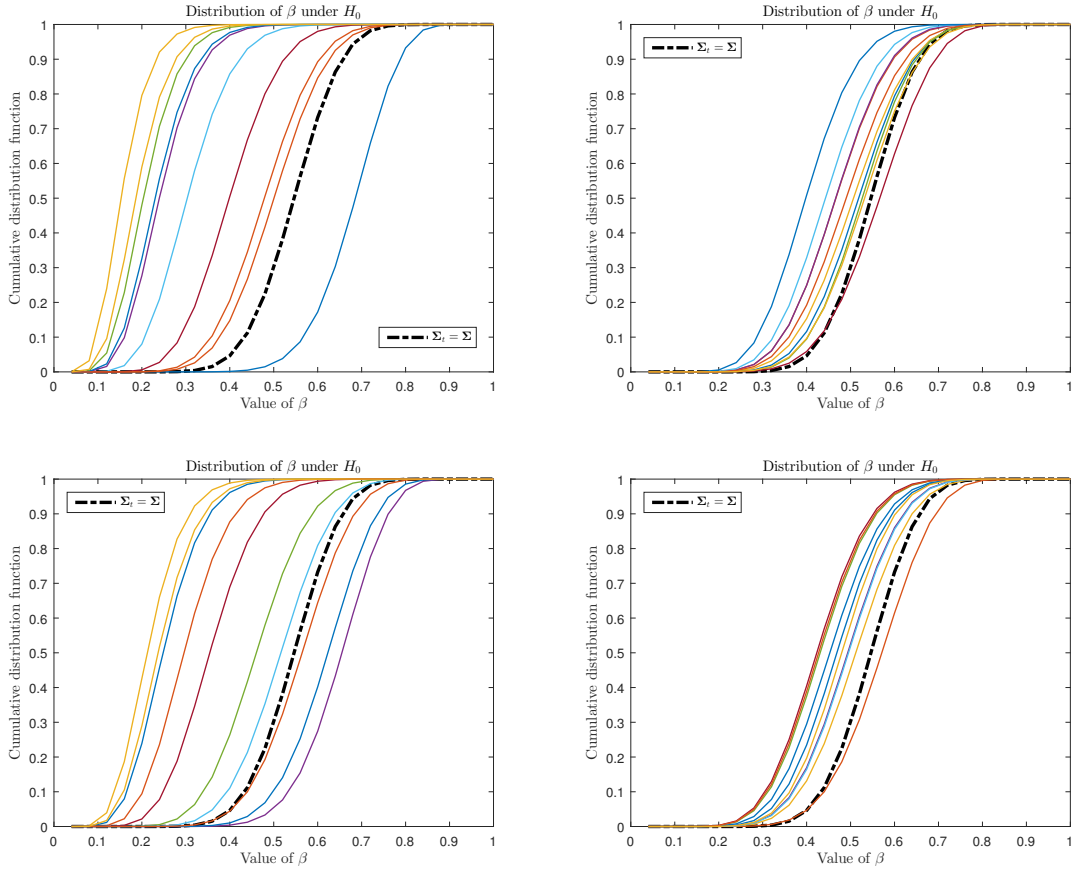 Distribution of β under H₀
Cumulative distribution function
1
0.9
0.8
0.7
0.6
0.5
0.4
0.3
0.2
0.1
0
Σₜ = Σ
0 0.1 0.2 0.3 0.4 0.5 0.6 0.7 0.8 0.9 1
Value of β
Distribution of β under H₀
Cumulative distribution function
1
0.9
0.8
0.7
0.6
0.5
0.4
0.3
0.2
0.1
0
Σₜ = Σ
0 0.1 0.2 0.3 0.4 0.5 0.6 0.7 0.8 0.9 1
Value of β
Distribution of β under H₀
Cumulative distribution function
1
0.9
0.8
0.7
0.6
0.5
0.4
0.3
0.2
0.1
0
Σₜ = Σ
0 0.1 0.2 0.3 0.4 0.5 0.6 0.7 0.8 0.9 1
Value of β
Distribution of β under H₀
Cumulative distribution function
1
0.9
0.8
0.7
0.6
0.5
0.4
0.3
0.2
0.1
0
Σₜ = Σ
0 0.1 0.2 0.3 0.4 0.5 0.6 0.7 0.8 0.9 1
Value of β